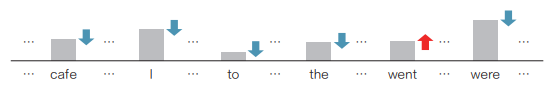 … … … … … …
… cafe … I … to … the … went … were …